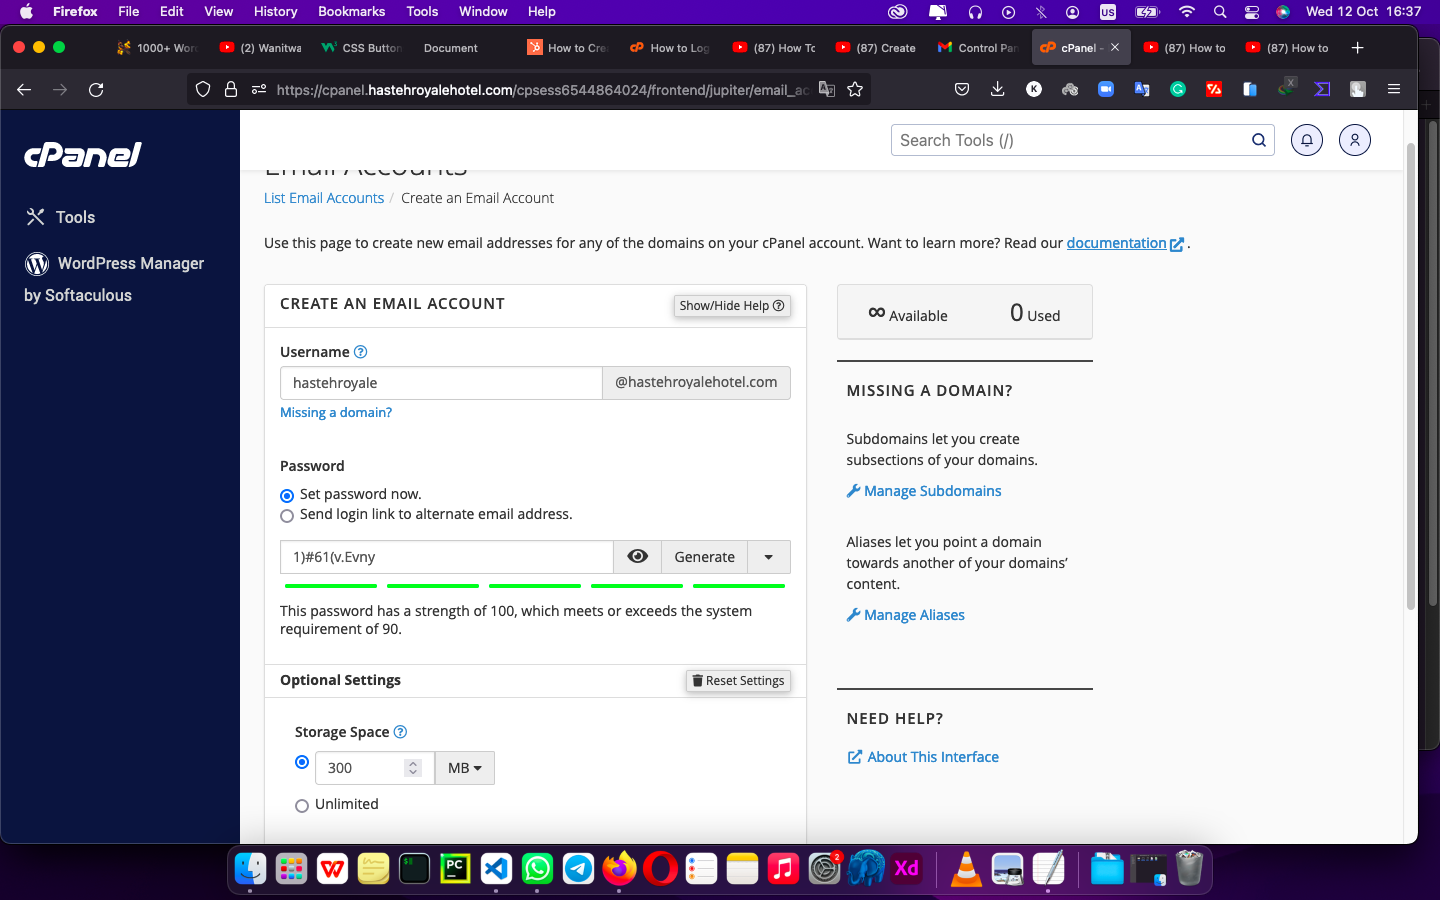 Firefox File Edit View History Bookmarks Tools Window Help US Wed 12 Oct 16:37
1000+ Wor (2) Wanitwa CSS Button Document How to Cre How to Log (87) How To (87) Create Control Pan cPanel - (87) How to (87) How to
https://cpanel.hastehroyalehotel.com/cpsess6544864024/frontend/jupiter/email_ac K X
cPanel
Search Tools (/)
Tools
WordPress Manager
by Softaculous
Email Accounts
List Email Accounts / Create an Email Account
Use this page to create new email addresses for any of the domains on your cPanel account. Want to learn more? Read our documentation .
CREATE AN EMAIL ACCOUNT
Show/Hide Help
Username
hastehroyale @hastehroyalehotel.com
Missing a domain?
Password
Set password now.
Send login link to alternate email address.
1)#61(v.Evny Generate
This password has a strength of 100, which meets or exceeds the system
requirement of 90.
Optional Settings
Reset Settings
Storage Space
300 MB
Unlimited
∞ Available 0 Used
MISSING A DOMAIN?
Subdomains let you create
subsections of your domains.
Manage Subdomains
Aliases let you point a domain
towards another of your domains’
content.
Manage Aliases
NEED HELP?
About This Interface
W $ PC 2 Xd